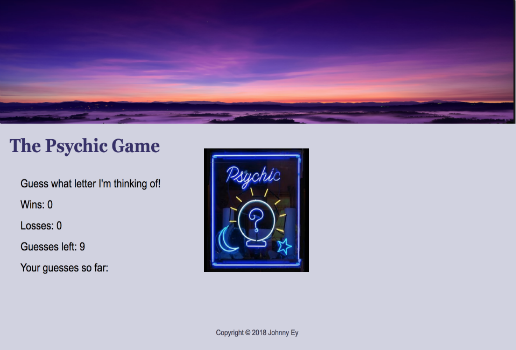 The Psychic Game
Guess what letter I'm thinking of!
Wins: 0
Losses: 0
Guesses left: 9
Your guesses so far:
Psychic
?
Copyright © 2018 Johnny Ey